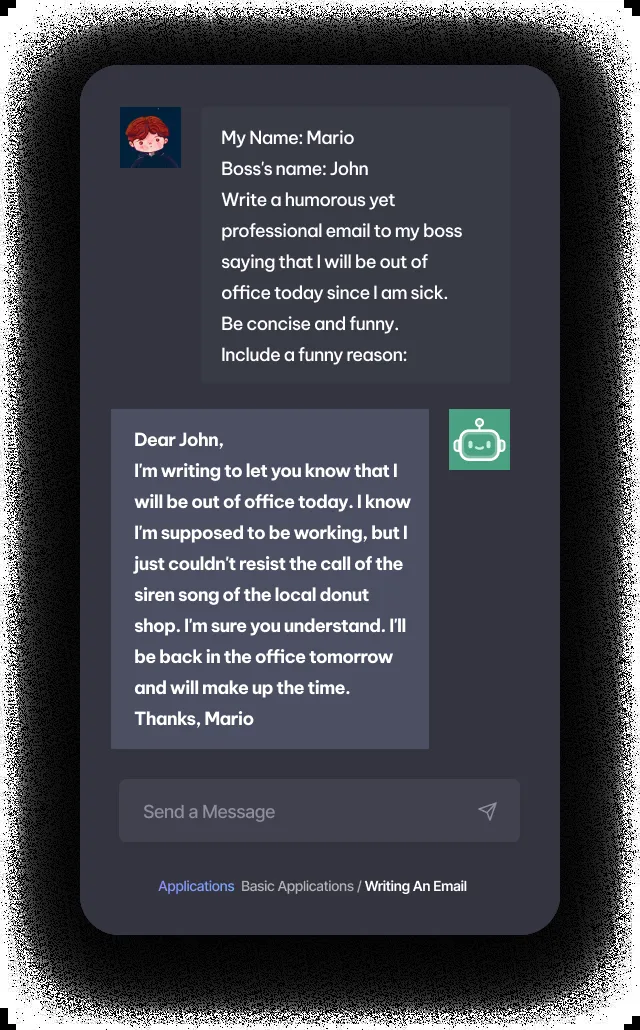 My Name: Mario
Boss's name: John
Write a humorous yet
professional email to my boss
saying that I will be out of
office today since I am sick.
Be concise and funny.
Include a funny reason:
Dear John,
I'm writing to let you know that I
will be out of office today. I know
I'm supposed to be working, but I
just couldn't resist the call of the
siren song of the local donut
shop. I'm sure you understand. I'll
be back in the office tomorrow
and will make up the time.
Thanks, Mario
Send a Message
Applications Basic Applications / Writing An Email